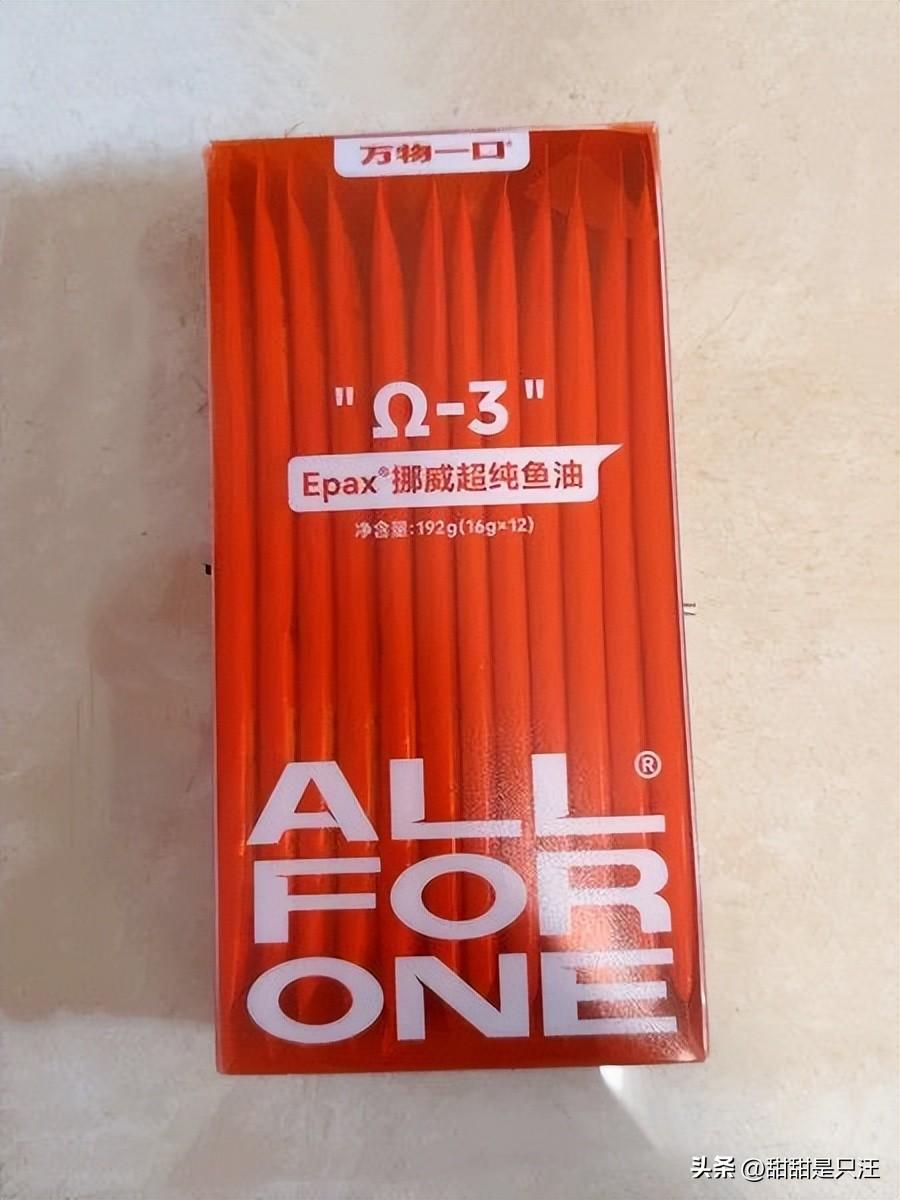 万物一口
"Ω-3"
Epax®挪威超纯鱼油
净含量:192g(16g×12)
ALL®
FOR
ONE
头条 @甜甜是只汪